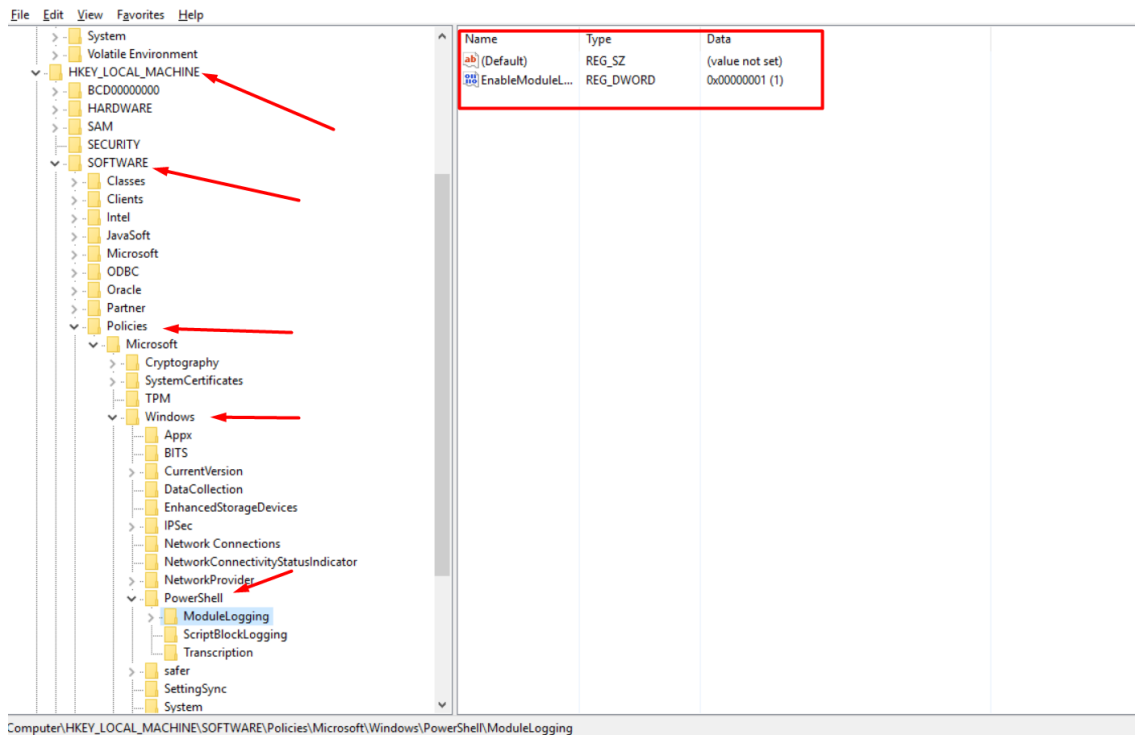 File Edit View Favorites Help
System
Volatile Environment
HKEY_LOCAL_MACHINE
BCD00000000
HARDWARE
SAM
SECURITY
SOFTWARE
Classes
Clients
Intel
JavaSoft
Microsoft
ODBC
Oracle
Partner
Policies
Microsoft
Cryptography
SystemCertificates
TPM
Windows
Appx
BITS
CurrentVersion
DataCollection
EnhancedStorageDevices
IPSec
Network Connections
NetworkConnectivityStatusIndicator
NetworkProvider
PowerShell
ModuleLogging
ScriptBlockLogging
Transcription
safer
SettingSync
System
Name Type Data
(Default) REG_SZ (value not set)
EnableModuleL... REG_DWORD 0x00000001 (1)
Computer\HKEY_LOCAL_MACHINE\SOFTWARE\Policies\Microsoft\Windows\PowerShell\ModuleLogging